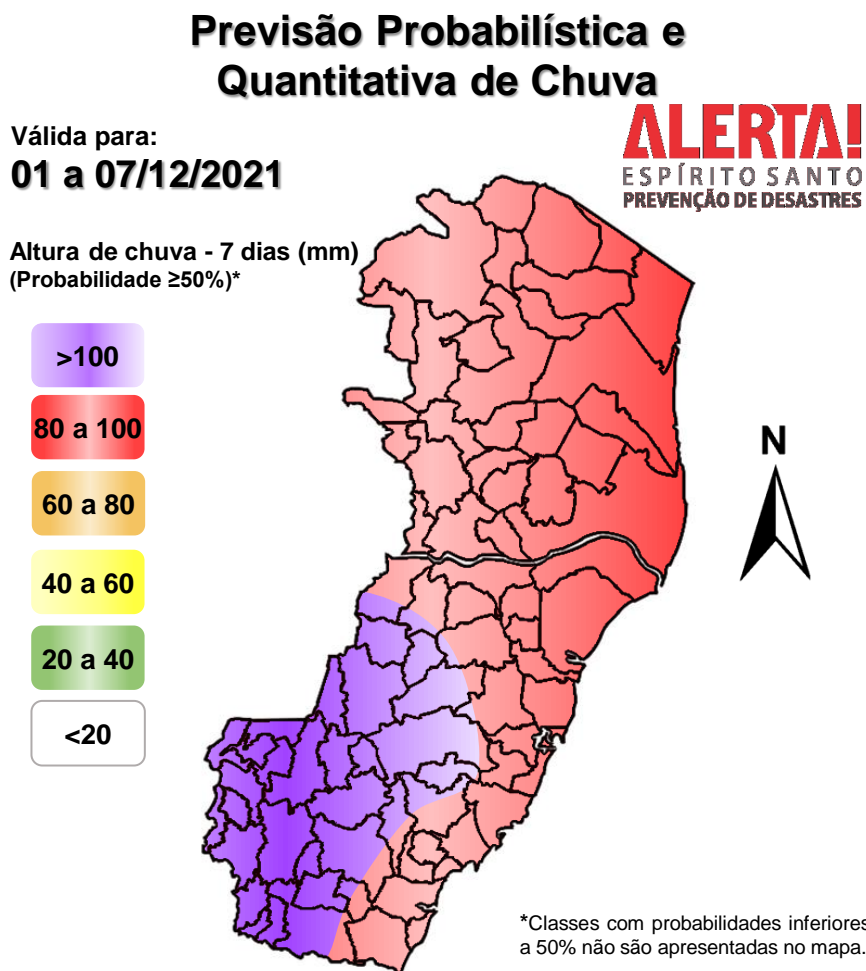 Previsão Probabilística e
Quantitativa de Chuva
Válida para:
01 a 07/12/2021
ALERTA!
ESPÍRITO SANTO
PREVENÇÃO DE DESASTRES
Altura de chuva - 7 dias (mm)
(Probabilidade ≥50%)*
>100
80 a 100
60 a 80
40 a 60
20 a 40
<20
N
*Classes com probabilidades inferiores
a 50% não são apresentadas no mapa.